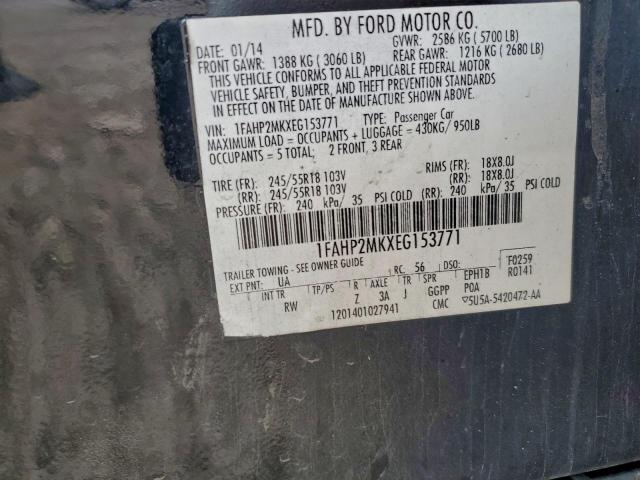 MFD. BY FORD MOTOR CO.
DATE: 01/14 GVWR: 2586 KG (5700 LB)
FRONT GAWR: 1388 KG (3060 LB) REAR GAWR: 1216 KG (2680 LB)
THIS VEHICLE CONFORMS TO ALL APPLICABLE FEDERAL MOTOR
VEHICLE SAFETY, BUMPER, AND THEFT PREVENTION STANDARDS
IN EFFECT ON THE DATE OF MANUFACTURE SHOWN ABOVE.
VIN: 1FAHP2MKXEG153771 TYPE: Passenger Car
MAXIMUM LOAD = OCCUPANTS + LUGGAGE = 430KG/950LB
OCCUPANTS = 5 TOTAL; 2 FRONT, 3 REAR
TIRE (FR): 245/55R18 103V RIMS (FR): 18X8.0J
(RR): 245/55R18 103V (RR): 18X8.0J
PRESSURE (FR): 240 kPa/ 35 PSI COLD (RR): 240 kPa/ 35 PSI COLD
1FAHP2MKXEG153771
TRAILER TOWING - SEE OWNER GUIDE
F0259
EXT PNT: UA RC: 56 DSO: R0141
INT TR TP/PS R AXLE TR SPR EPH1B
RW Z 3A J GGPP POA
1201401027941 CMC ▽5U5A-5420472-AA